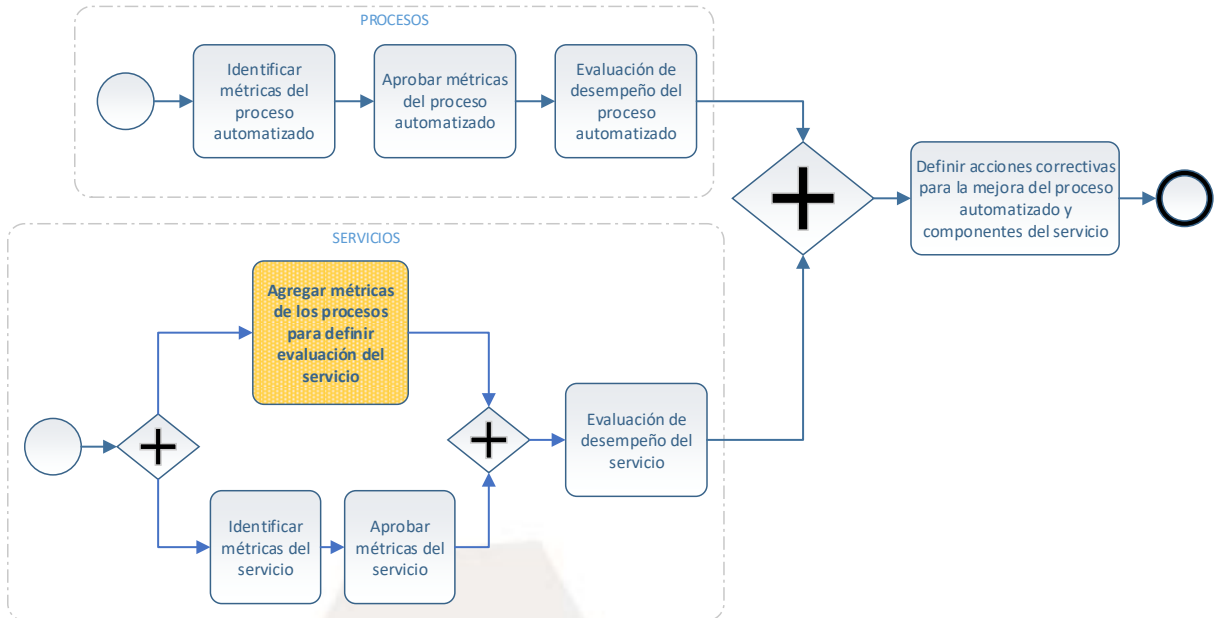 PROCESOS
Identificar
métricas del
proceso
automatizado
Aprobar métricas
del proceso
automatizado
Evaluación de
desempeño del
proceso
automatizado
Definir acciones correctivas
para la mejora del proceso
automatizado y
componentes del servicio
SERVICIOS
Agregar métricas
de los procesos
para definir
evaluación del
servicio
Evaluación de
desempeño del
servicio
Identificar
métricas del
servicio
Aprobar
métricas del
servicio